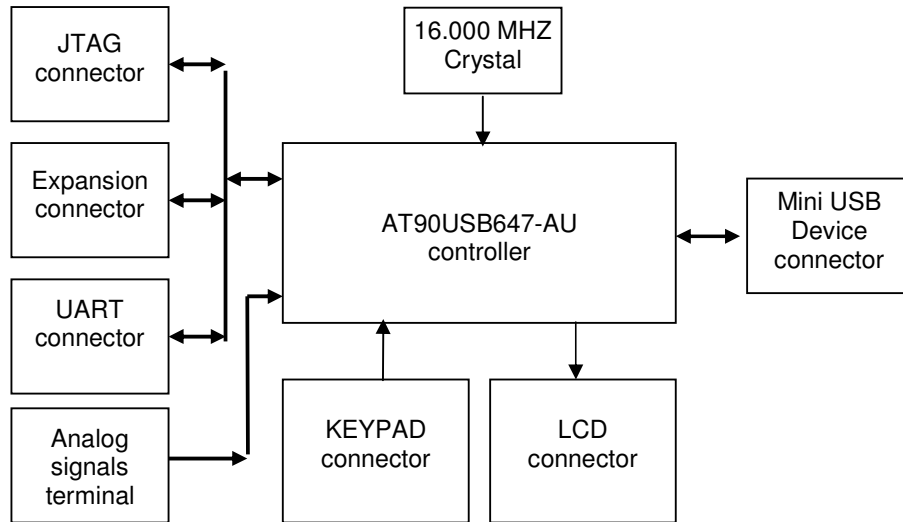 JTAG
connector
16.000 MHZ
Crystal
Expansion
connector
AT90USB647-AU
controller
Mini USB
Device
connector
UART
connector
Analog
signals
terminal
KEYPAD
connector
LCD
connector